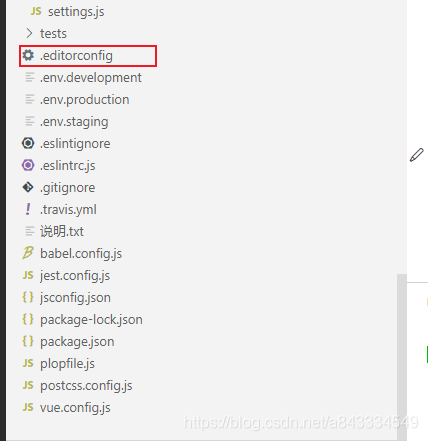 JS settings.js
tests
.editorconfig
.env.development
.env.production
.env.staging
.eslintignore
.eslintrc.js
.gitignore
! .travis.yml
说明.txt
babel.config.js
JS jest.config.js
{ } jsconfig.json
{ } package-lock.json
{ } package.json
JS plopfile.js
JS postcss.config.js
JS vue.config.js
https://blog.csdn.net/a843334549